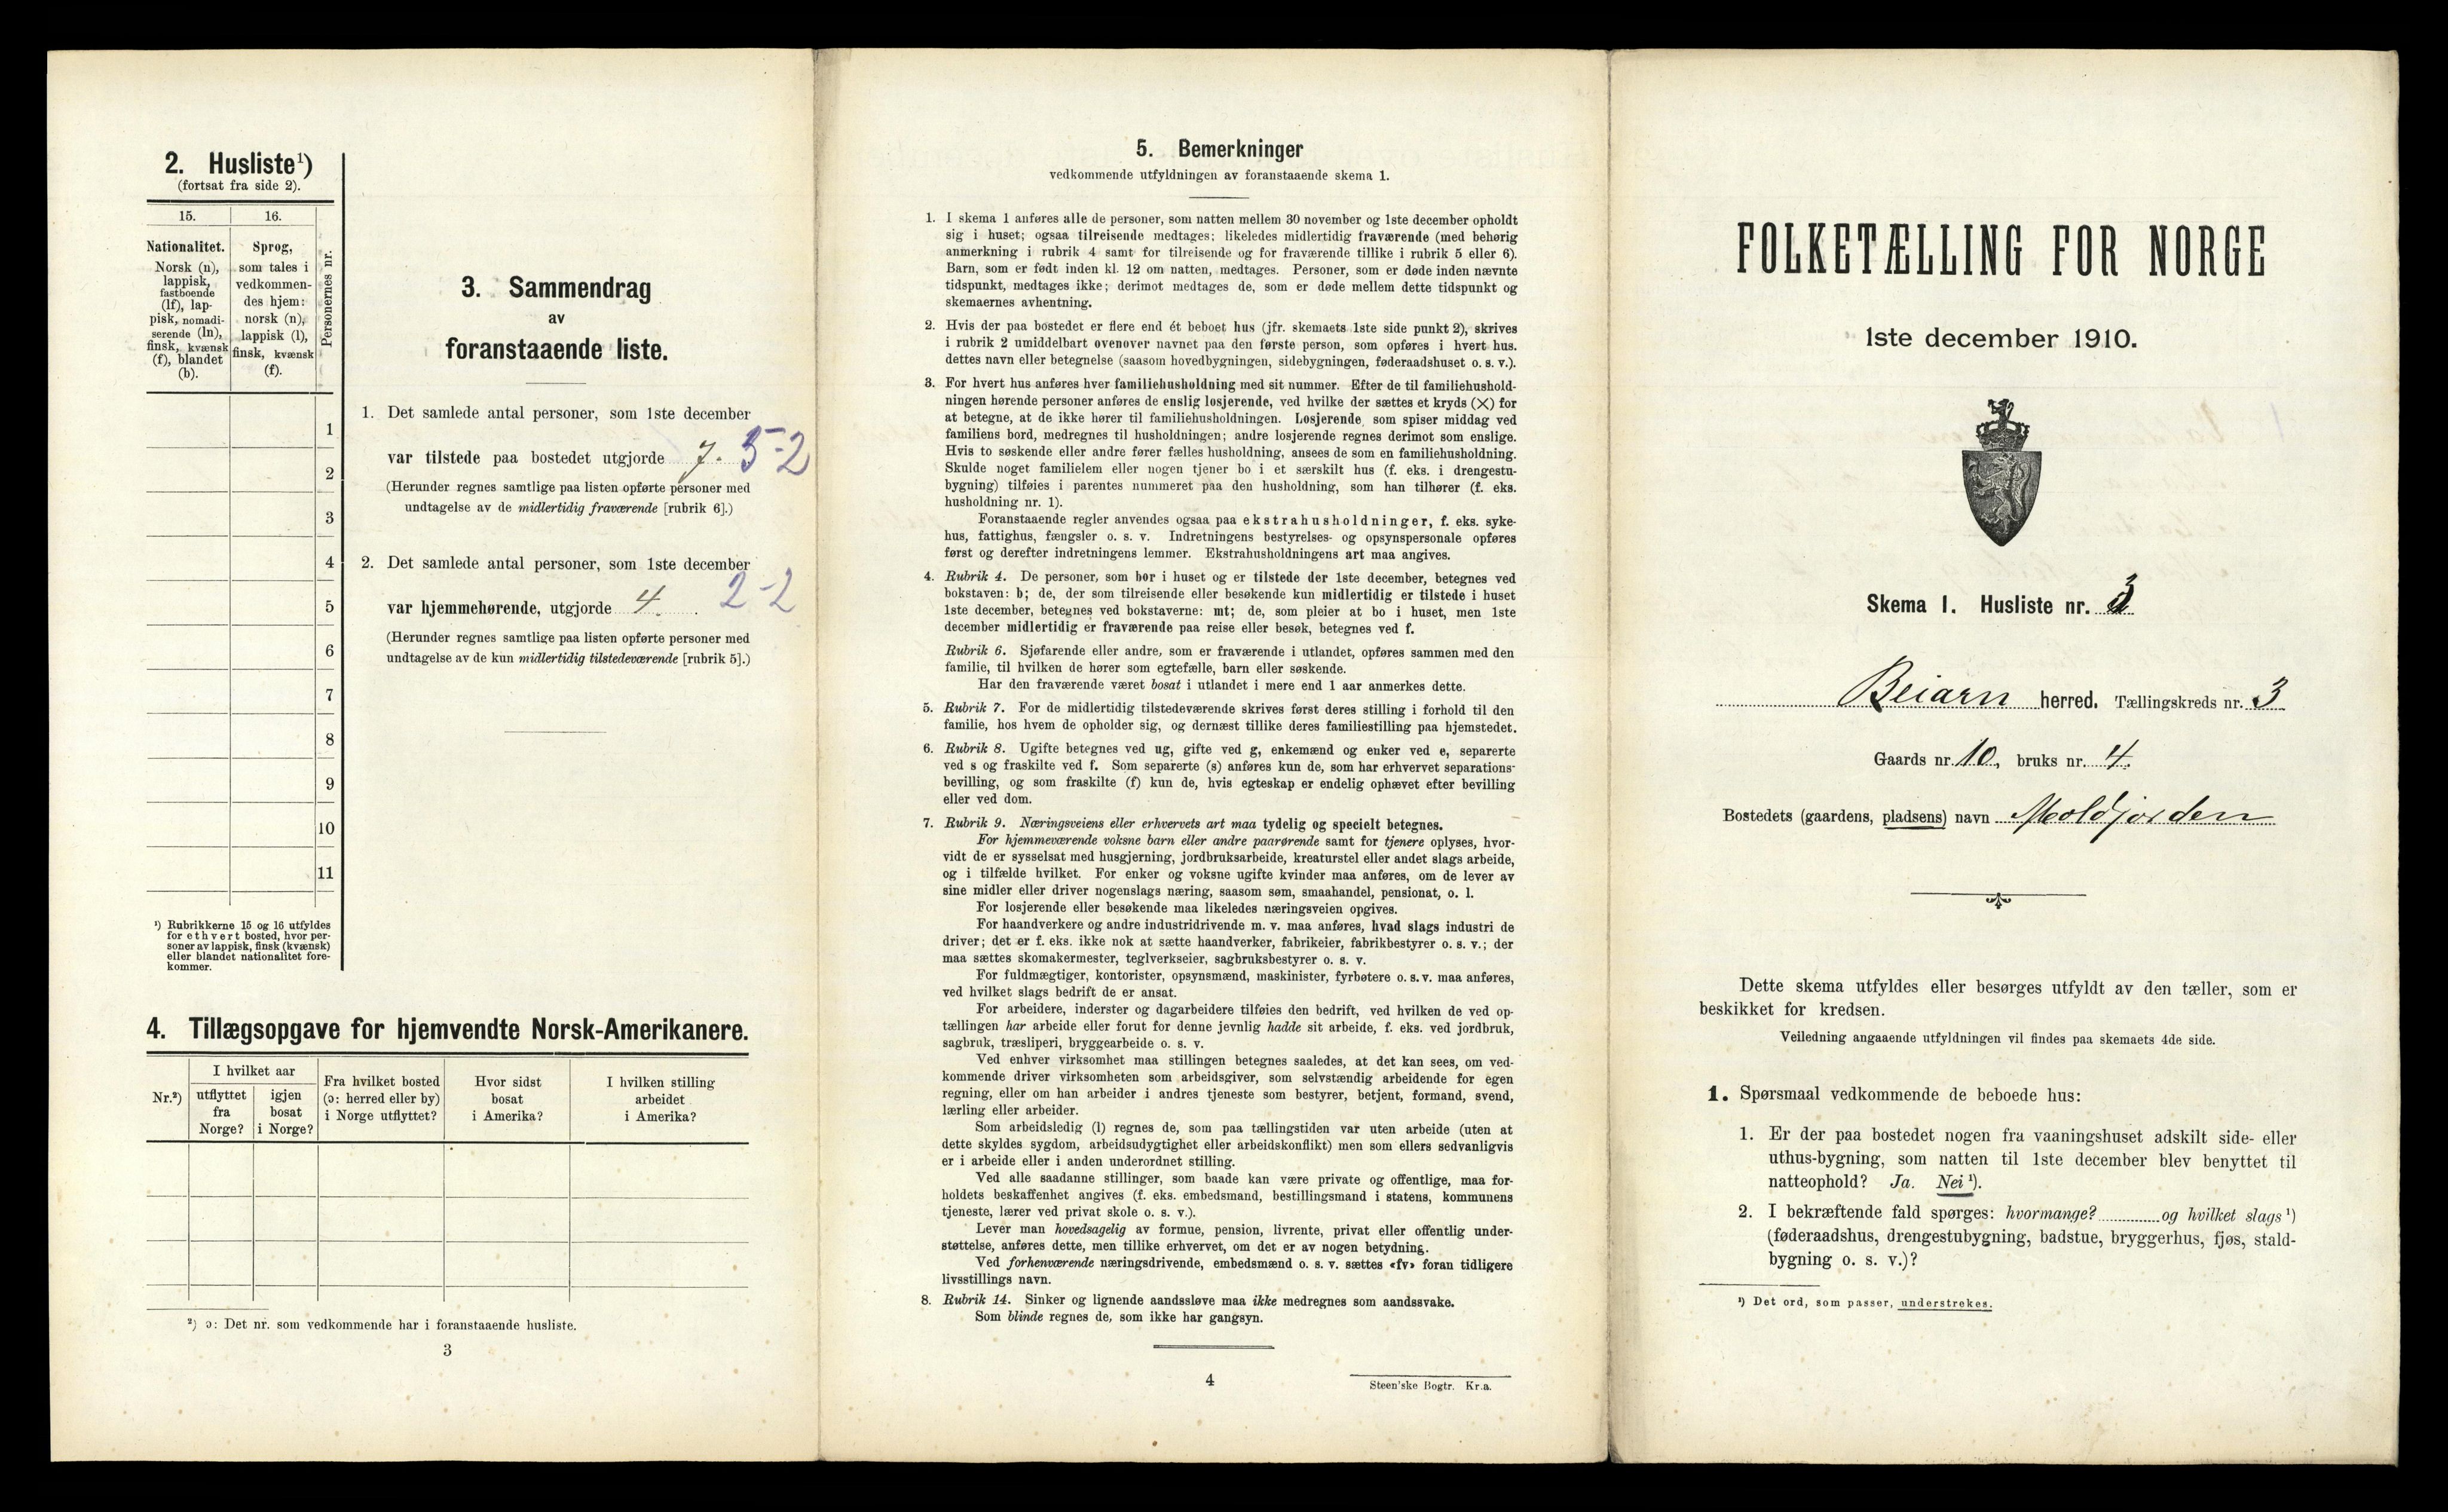 2. Husliste¹)
(fortsat fra side 2).
15. 16.
Nationalitet.
Norsk (n),
lappisk,
fastboende
(lf), lap-
pisk, nomadi-
serende (ln),
finsk, kvænsk
(f), blandet
(b).
Sprog,
som tales i
vedkommen-
des hjem:
norsk (n),
lappisk (l),
finsk, kvænsk
(f).
Personernes nr.
1
2
3
4
5
6
7
8
9
10
11
¹) Rubrikkerne 15 og 16 utfyldes
for ethvert bosted, hvor per-
soner av lappisk, finsk (kvænsk)
eller blandet nationalitet fore-
kommer.
3. Sammendrag
av
foranstaaende liste.
1. Det samlede antal personer, som 1ste december
var tilstede paa bostedet utgjorde 7. 5-2
(Herunder regnes samtlige paa listen opførte personer med
undtagelse av de midlertidig fraværende [rubrik 6].)
2. Det samlede antal personer, som 1ste december
var hjemmehørende, utgjorde 4. 2-2
(Herunder regnes samtlige paa listen opførte personer med
undtagelse av de kun midlertidig tilstedeværende [rubrik 5].)
4. Tillægsopgave for hjemvendte Norsk-Amerikanere.
Nr.²)
I hvilket aar
utflyttet
fra
Norge?
igjen
bosat
i Norge?
Fra hvilket bosted
(ɔ: herred eller by)
i Norge utflyttet?
Hvor sidst
bosat
i Amerika?
I hvilken stilling
arbeidet
i Amerika?
²) ɔ: Det nr. som vedkommende har i foranstaaende husliste.
3
5. Bemerkninger
vedkommende utfyldningen av foranstaaende skema 1.
1. I skema 1 anføres alle de personer, som natten mellem 30 november og 1ste december opholdt
sig i huset; ogsaa tilreisende medtages; likeledes midlertidig fraværende (med behørig
anmerkning i rubrik 4 samt for tilreisende og for fraværende tillike i rubrik 5 eller 6).
Barn, som er født inden kl. 12 om natten, medtages. Personer, som er døde inden nævnte
tidspunkt, medtages ikke; derimot medtages de, som er døde mellem dette tidspunkt og
skemaernes avhentning.
2. Hvis der paa bostedet er flere end ét beboet hus (jfr. skemaets 1ste side punkt 2), skrives
i rubrik 2 umiddelbart ovenover navnet paa den første person, som opføres i hvert hus.
dettes navn eller betegnelse (saasom hovedbygningen, sidebygningen, føderaadshuset o. s. v.).
3. For hvert hus anføres hver familiehusholdning med sit nummer. Efter de til familiehushold-
ningen hørende personer anføres de enslig losjerende, ved hvilke der sættes et kryds (×) for
at betegne, at de ikke hører til familiehusholdningen. Losjerende som spiser middag ved
familiens bord, medregnes til husholdningen; andre losjerende regnes derimot som enslige.
Hvis to søskende eller andre fører fælles husholdning, ansees de som en familiehusholdning.
Skulde noget familielem eller nogen tjener bo i et særskilt hus (f. eks. i drengestu-
bygning) tilføies i parentes nummeret paa den husholdning, som han tilhører (f. eks.
husholdning nr. 1).
Foranstaaende regler anvendes ogsaa paa ekstrahusholdninger, f. eks. syke-
hus, fattighus, fængsler o. s. v. Indretningens bestyrelses- og opsynspersonale opføres
først og derefter indretningens lemmer. Ekstrahusholdningens art maa angives.
4. Rubrik 4. De personer, som bor i huset og er tilstede der 1ste december, betegnes ved
bokstaven: b; de, der som tilreisende eller besøkende kun midlertidig er tilstede i huset
1ste december, betegnes ved bokstaverne: mt; de, som pleier at bo i huset, men 1ste
december midlertidig er fraværende paa reise eller besøk, betegnes ved f.
Rubrik 6. Sjøfarende eller andre, som er fraværende i utlandet, opføres sammen med den
familie, til hvilken de hører som egtefælle, barn eller søskende.
Har den fraværende været bosat i utlandet i mere end 1 aar anmerkes dette.
5. Rubrik 7. For de midlertidig tilstedeværende skrives først deres stilling i forhold til den
familie, hos hvem de opholder sig, og dernæst tillike deres familiestilling paa hjemstedet.
6. Rubrik 8. Ugifte betegnes ved ug, gifte ved g, enkemænd og enker ved e, separerte
ved s og fraskilte ved f. Som separerte (s) anføres kun de, som har erhvervet separations-
bevilling, og som fraskilte (f) kun de, hvis egteskap er endelig ophævet efter bevilling
eller ved dom.
7. Rubrik 9. Næringsveiens eller erhvervets art maa tydelig og specielt betegnes.
For hjemmeværende voksne barn eller andre paarørende samt for tjenere oplyses, hvor-
vidt de er sysselsat med husgjerning, jordbruksarbeide, kreaturstel eller andet slags arbeide,
og i tilfælde hvilket. For enker og voksne ugifte kvinder maa anføres, om de lever av
sine midler eller driver nogenslags næring, saasom søm, smaahandel, pensionat, o. l.
For losjerende eller besøkende maa likeledes næringsveien opgives.
For haandverkere og andre industridrivende m. v. maa anføres, hvad slags industri de
driver; det er f. eks. ikke nok at sætte haandverker, fabrikeier, fabrikbestyrer o. s. v.; der
maa sættes skomakermester, teglverkseier, sagbruksbestyrer o. s. v.
For fuldmægtiger, kontorister, opsynsmænd, maskinister, fyrbøtere o. s. v. maa anføres,
ved hvilket slags bedrift de er ansat.
For arbeidere, inderster og dagarbeidere tilføies den bedrift, ved hvilken de ved op-
tællingen har arbeide eller forut for denne jevnlig hadde sit arbeide, f. eks. ved jordbruk,
sagbruk, træsliperi, bryggearbeide o. s. v.
Ved enhver virksomhet maa stillingen betegnes saaledes, at det kan sees, om ved-
kommende driver virksomheten som arbeidsgiver, som selvstændig arbeidende for egen
regning, eller om han arbeider i andres tjeneste som bestyrer, betjent, formand, svend,
lærling eller arbeider.
Som arbeidsledig (l) regnes de, som paa tællingstiden var uten arbeide (uten at
dette skyldes sygdom, arbeidsudygtighet eller arbeidskonflikt) men som ellers sedvanligvis
er i arbeide eller i anden underordnet stilling.
Ved alle saadanne stillinger, som baade kan være private og offentlige, maa for-
holdets beskaffenhet angives (f. eks. embedsmand, bestillingsmand i statens, kommunens
tjeneste, lærer ved privat skole o. s. v.).
Lever man hovedsagelig av formue, pension, livrente, privat eller offentlig under-
støttelse, anføres dette, men tillike erhvervet, om det er av nogen betydning.
Ved forhenværende næringsdrivende, embedsmænd o. s. v. sættes «fv» foran tidligere
livsstillings navn.
8. Rubrik 14. Sinker og lignende aandssløve maa ikke medregnes som aandssvake.
Som blinde regnes de, som ikke har gangsyn.
4
Steen'ske Bogtr. Kr.a.
FOLKETÆLLING FOR NORGE
1ste december 1910.
Skema 1. Husliste nr. 3
Beiarn herred. Tællingskreds nr. 3
Gaards nr. 10, bruks nr. 4.
Bostedets (gaardens, pladsens) navn Moldjorden
Dette skema utfyldes eller besørges utfyldt av den tæller, som er
beskikket for kredsen.
Veiledning angaaende utfyldningen vil findes paa skemaets 4de side.
1. Spørsmaal vedkommende de beboede hus:
1. Er der paa bostedet nogen fra vaaningshuset adskilt side- eller
uthus-bygning, som natten til 1ste december blev benyttet til
natteophold? Ja. Nei ¹).
2. I bekræftende fald spørges: hvormange? og hvilket slags ¹)
(føderaadshus, drengestubygning, badstue, bryggerhus, fjøs, stald-
bygning o. s. v.)?
¹) Det ord, som passer, understrekes.